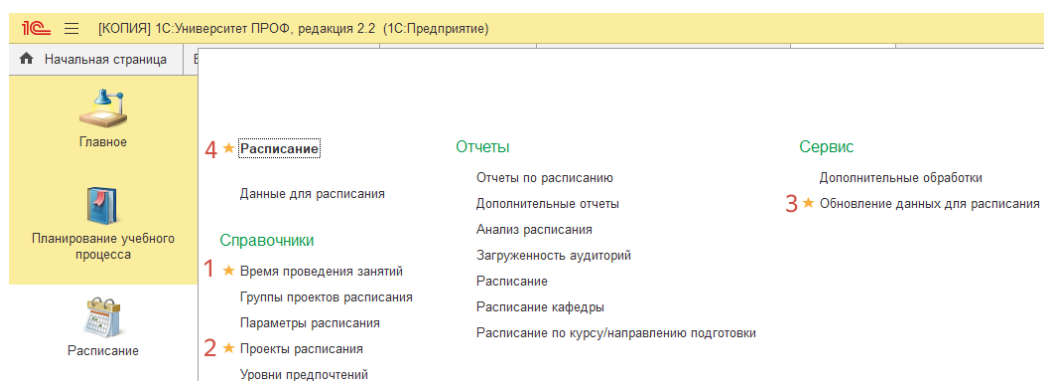 1С [КОПИЯ] 1С:Университет ПРОФ, редакция 2.2 (1С:Предприятие)
Начальная страница
Главное
Планирование учебного
процесса
Расписание
4 Расписание
Данные для расписания
Справочники
1 Время проведения занятий
Группы проектов расписания
Параметры расписания
2 Проекты расписания
Уровни предпочтений
Отчеты
Отчеты по расписанию
Дополнительные отчеты
Анализ расписания
Загруженность аудиторий
Расписание
Расписание кафедры
Расписание по курсу/направлению подготовки
Сервис
Дополнительные обработки
3 Обновление данных для расписания